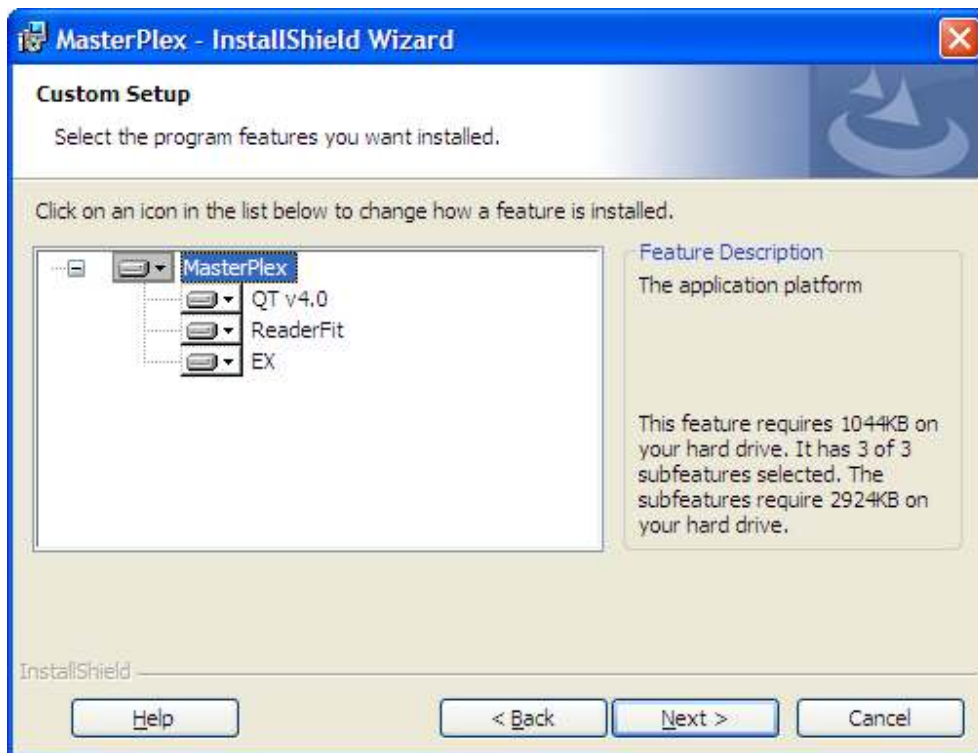 MasterPlex - InstallShield Wizard
Custom Setup
Select the program features you want installed.
Click on an icon in the list below to change how a feature is installed.
MasterPlex
QT v4.0
ReaderFit
EX
Feature Description
The application platform
This feature requires 1044KB on
your hard drive. It has 3 of 3
subfeatures selected. The
subfeatures require 2924KB on
your hard drive.
InstallShield
Help
< Back
Next >
Cancel